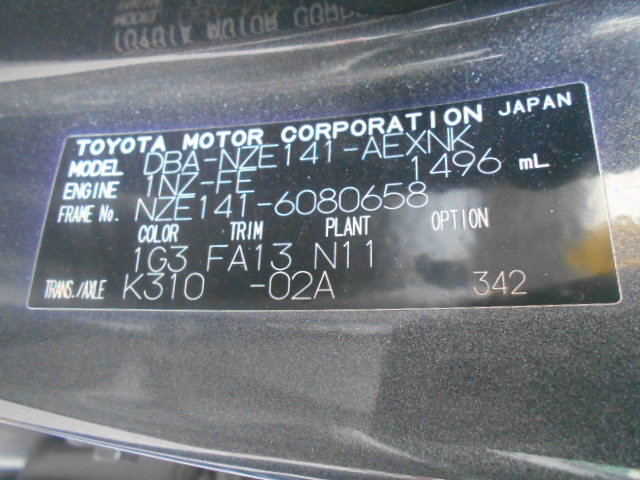 TOYOTA MOTOR CORPORATION JAPAN
MODEL DBA-NZE141-AEXNK
ENGINE 1NZ-FE 1496 mL
FRAME No. NZE141-6080658
COLOR TRIM PLANT OPTION
1G3 FA13 N11
TRANS./AXLE K310 -02A 342